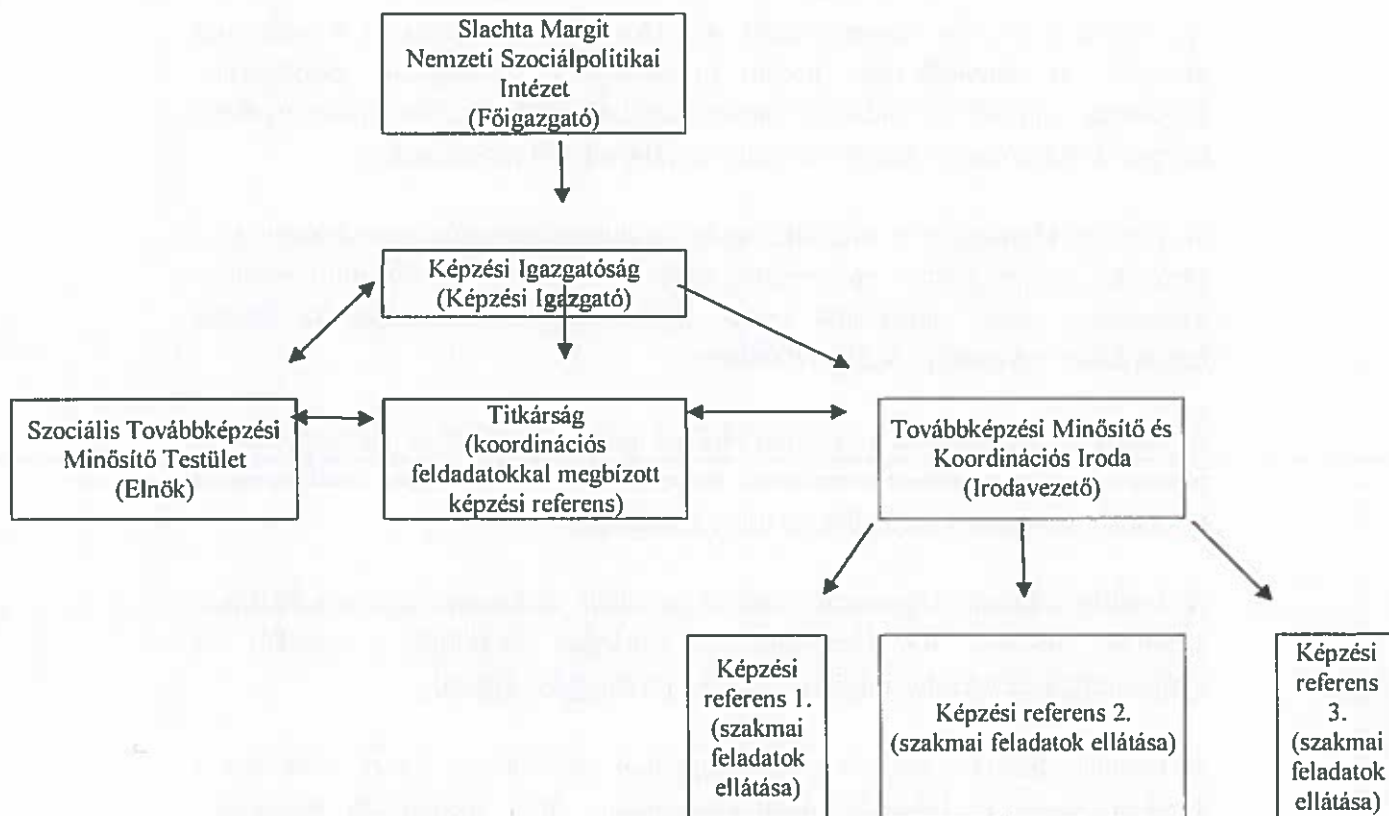 Slachta Margit
Nemzeti Szociálpolitikai
Intézet
(Főigazgató)
Képzési Igazgatóság
(Képzési Igazgató)
Szociális Továbbképzési
Minősítő Testület
(Elnök)
Titkárság
(koordinációs
feldadatokkal megbízott
képzési referens)
Továbbképzési Minősítő és
Koordinációs Iroda
(Irodavezető)
Képzési
referens 1.
(szakmai
feladatok
ellátása)
Képzési referens 2.
(szakmai feladatok ellátása)
Képzési
referens
3.
(szakmai
feladatok
ellátása)